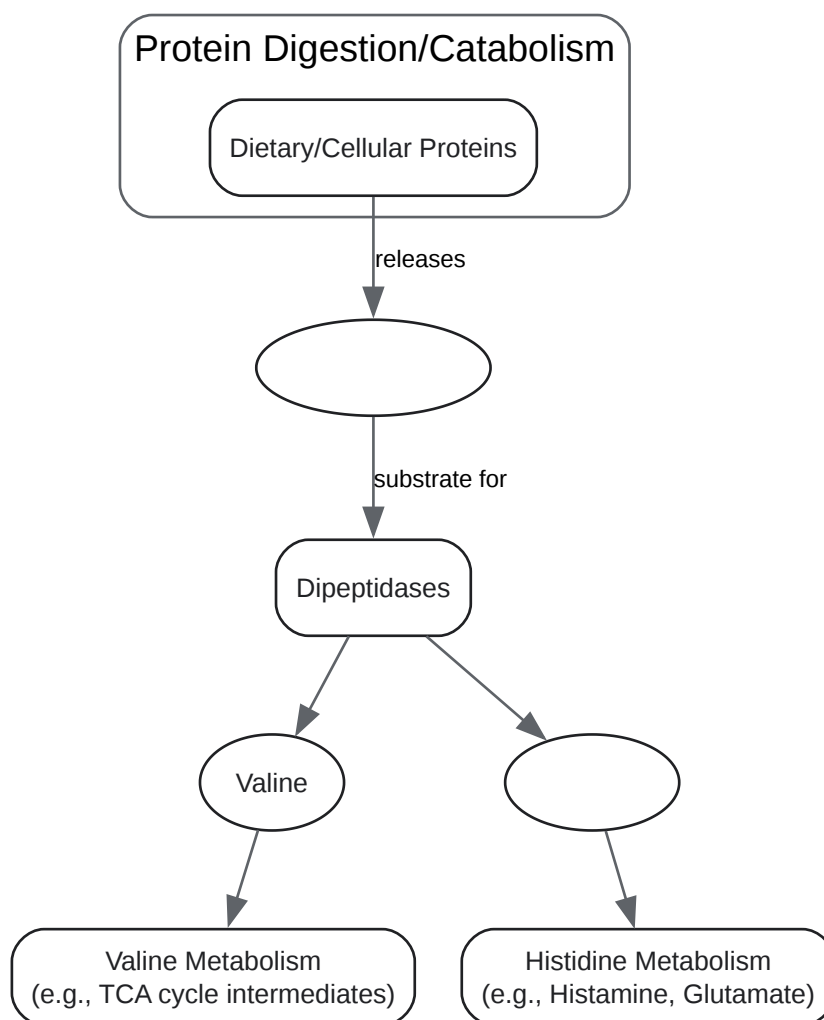 Protein Digestion/Catabolism
Dietary/Cellular Proteins
releases
substrate for
Dipeptidases
Valine
Valine Metabolism
(e.g., TCA cycle intermediates)
Histidine Metabolism
(e.g., Histamine, Glutamate)